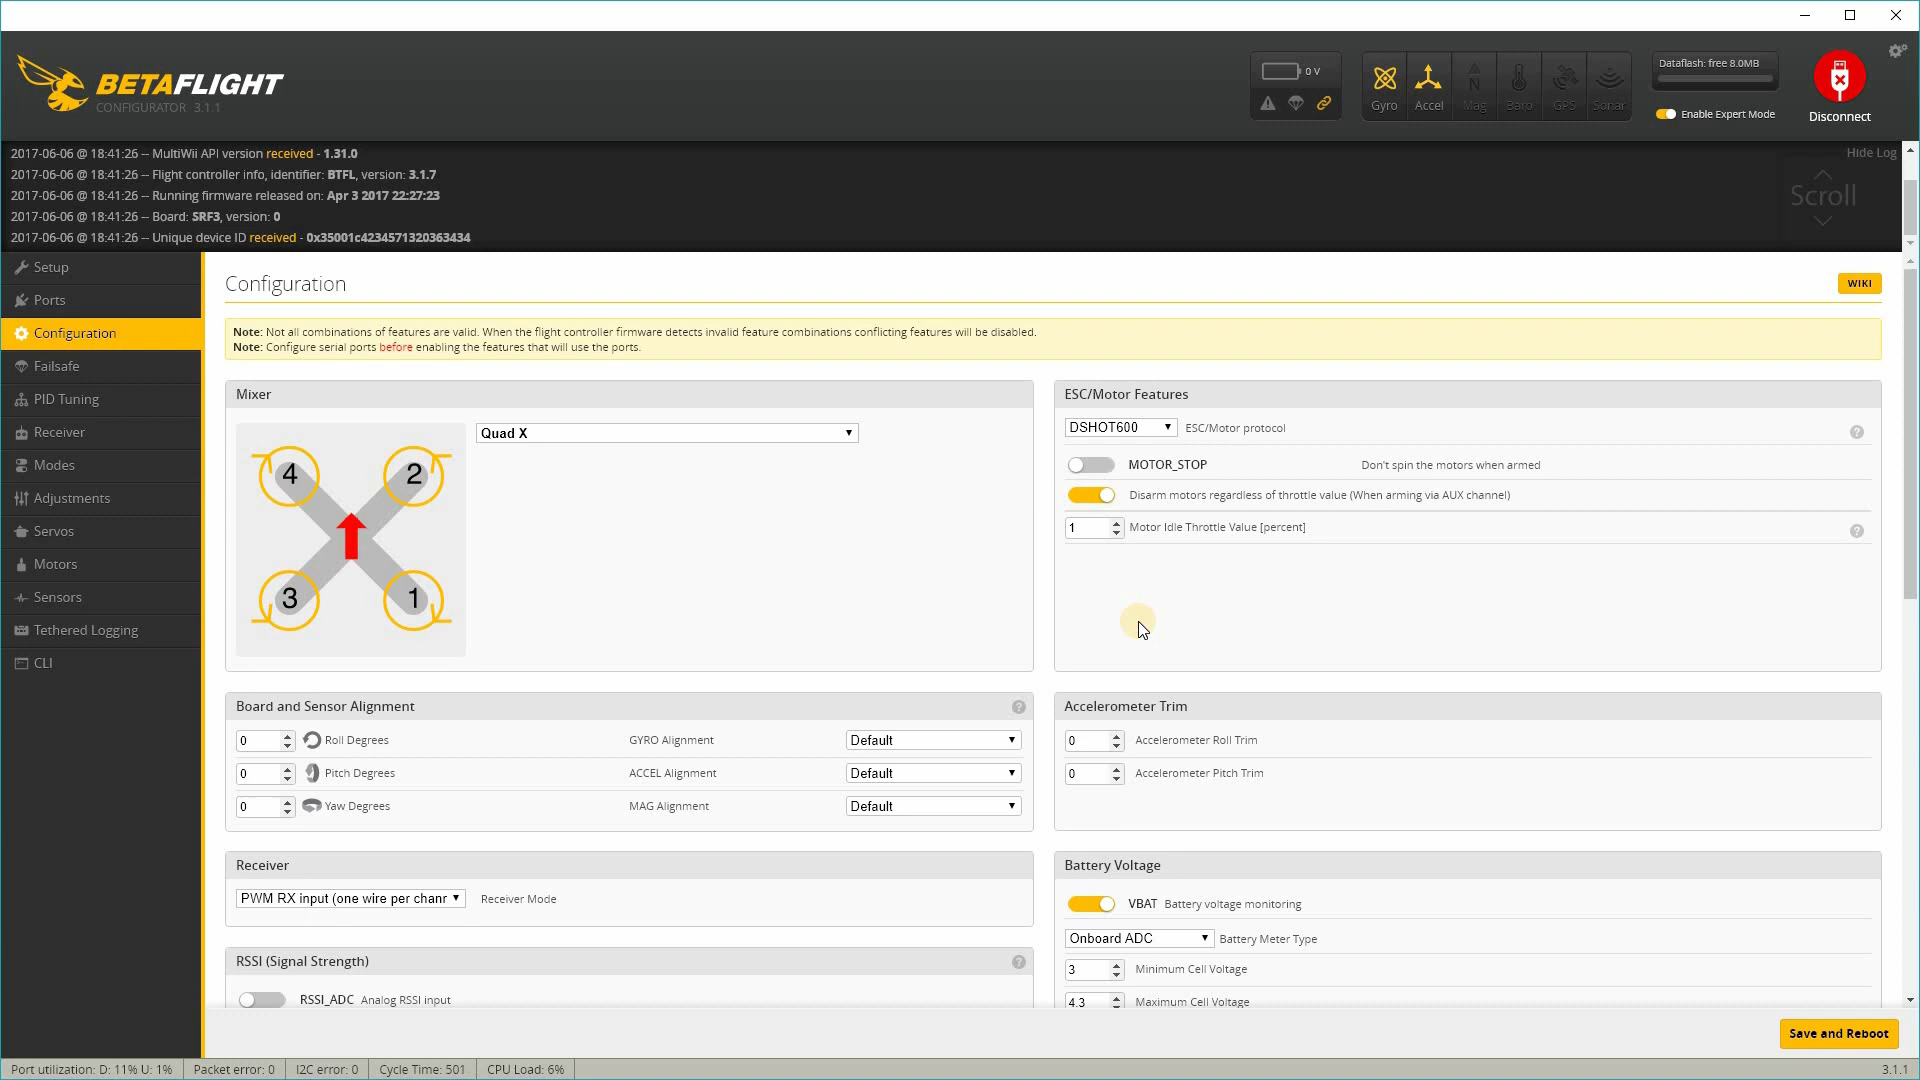 BETAFLIGHT
CONFIGURATOR 3.1.1
0 V
Gyro
Accel
Mag
Baro
GPS
Sonar
Dataflash: free 8.0MB
Enable Expert Mode
Disconnect
Hide Log
Scroll
2017-06-06 @ 18:41:26 -- MultiWii API version received - 1.31.0
2017-06-06 @ 18:41:26 -- Flight controller info, identifier: BTFL, version: 3.1.7
2017-06-06 @ 18:41:26 -- Running firmware released on: Apr 3 2017 22:27:23
2017-06-06 @ 18:41:26 -- Board: SRF3, version: 0
2017-06-06 @ 18:41:26 -- Unique device ID received - 0x35001c4234571320363434
Setup
Ports
Configuration
Failsafe
PID Tuning
Receiver
Modes
Adjustments
Servos
Motors
Sensors
Tethered Logging
CLI
Configuration
WIKI
Note: Not all combinations of features are valid. When the flight controller firmware detects invalid feature combinations conflicting features will be disabled.
Note: Configure serial ports before enabling the features that will use the ports.
Mixer
Quad X
4 2
3 1
ESC/Motor Features
DSHOT600 ESC/Motor protocol ?
MOTOR_STOP Don't spin the motors when armed
Disarm motors regardless of throttle value (When arming via AUX channel)
1 Motor Idle Throttle Value [percent] ?
Board and Sensor Alignment ?
0 Roll Degrees GYRO Alignment Default
0 Pitch Degrees ACCEL Alignment Default
0 Yaw Degrees MAG Alignment Default
Accelerometer Trim
0 Accelerometer Roll Trim
0 Accelerometer Pitch Trim
Receiver
PWM RX input (one wire per chanr Receiver Mode
RSSI (Signal Strength) ?
RSSI_ADC Analog RSSI input
Battery Voltage
VBAT Battery voltage monitoring
Onboard ADC Battery Meter Type
3 Minimum Cell Voltage
4.3 Maximum Cell Voltage
Save and Reboot
Port utilization: D: 11% U: 1% Packet error: 0 I2C error: 0 Cycle Time: 501 CPU Load: 6% 3.1.1